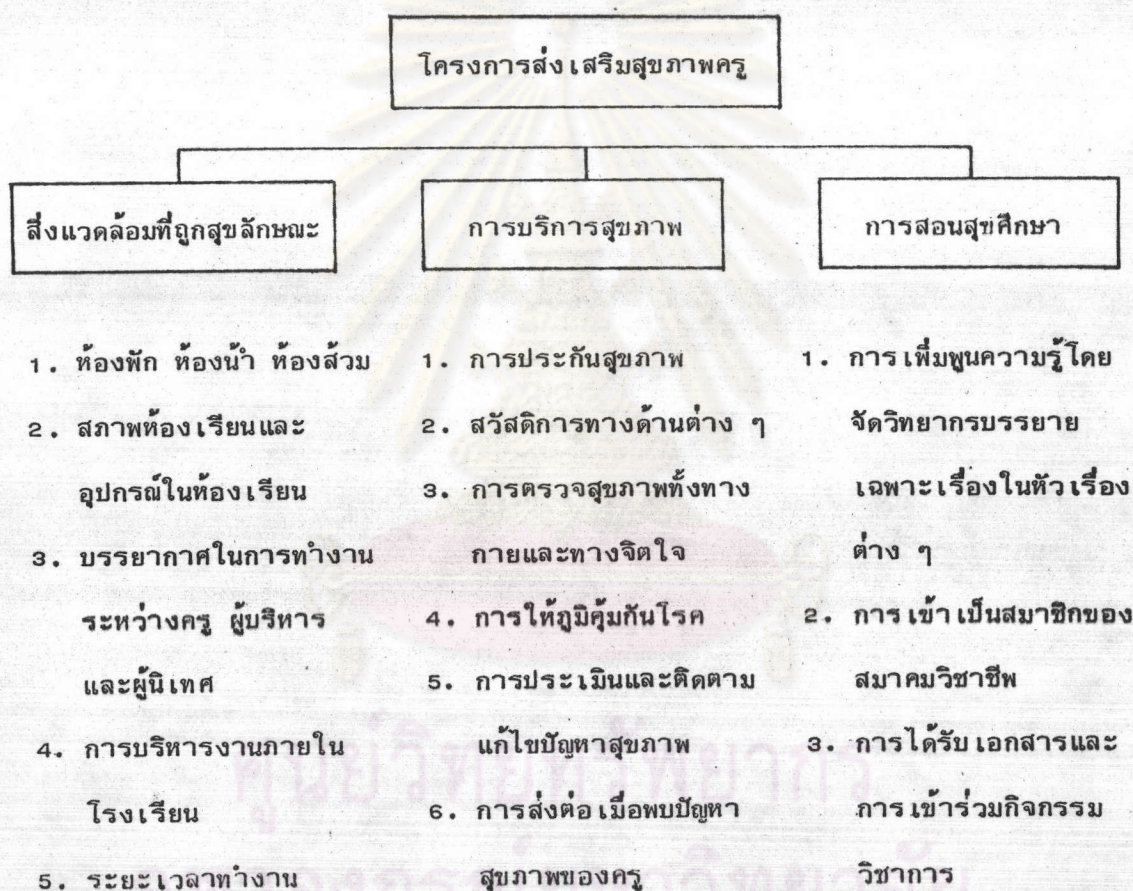 โครงการส่งเสริมสุขภาพครู
สิ่งแวดล้อมที่ถูกสุขลักษณะ
1. ห้องพัก ห้องน้ำ ห้องส้วม
2. สภาพห้องเรียนและ
อุปกรณ์ในห้องเรียน
3. บรรยากาศในการทำงาน
ระหว่างครู ผู้บริหาร
และผู้นิเทศ
4. การบริหารงานภายใน
โรงเรียน
5. ระยะเวลาทำงาน
การบริการสุขภาพ
1. การประกันสุขภาพ
2. สวัสดิการทางด้านต่าง ๆ
3. การตรวจสุขภาพทั้งทาง
กายและทางจิตใจ
4. การให้ภูมิคุ้มกันโรค
5. การประเมินและติดตาม
แก้ไขปัญหาสุขภาพ
6. การส่งต่อเมื่อพบปัญหา
สุขภาพของครู
การสอนสุขศึกษา
1. การเพิ่มพูนความรู้โดย
จัดวิทยากรบรรยาย
เฉพาะเรื่องในหัวเรื่อง
ต่าง ๆ
2. การเข้าเป็นสมาชิกของ
สมาคมวิชาชีพ
3. การได้รับเอกสารและ
การเข้าร่วมกิจกรรม
วิชาการ
ศูนย์วิทยทรัพยากร